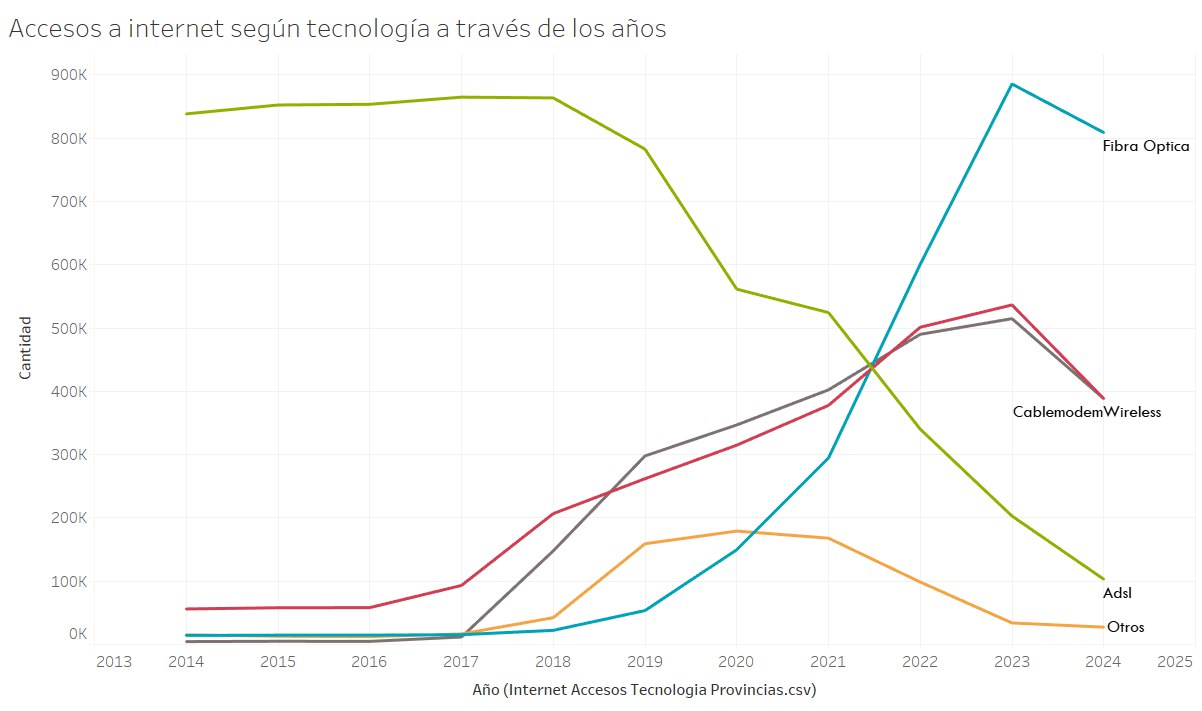 Accesos a internet según tecnología a través de los años
900K
800K
700K
600K
500K
400K
300K
200K
100K
0K
Cantidad
Fibra Optica
CablemodemWireless
Adsl
Otros
2013 2014 2015 2016 2017 2018 2019 2020 2021 2022 2023 2024 2025
Año (Internet Accesos Tecnologia Provincias.csv)